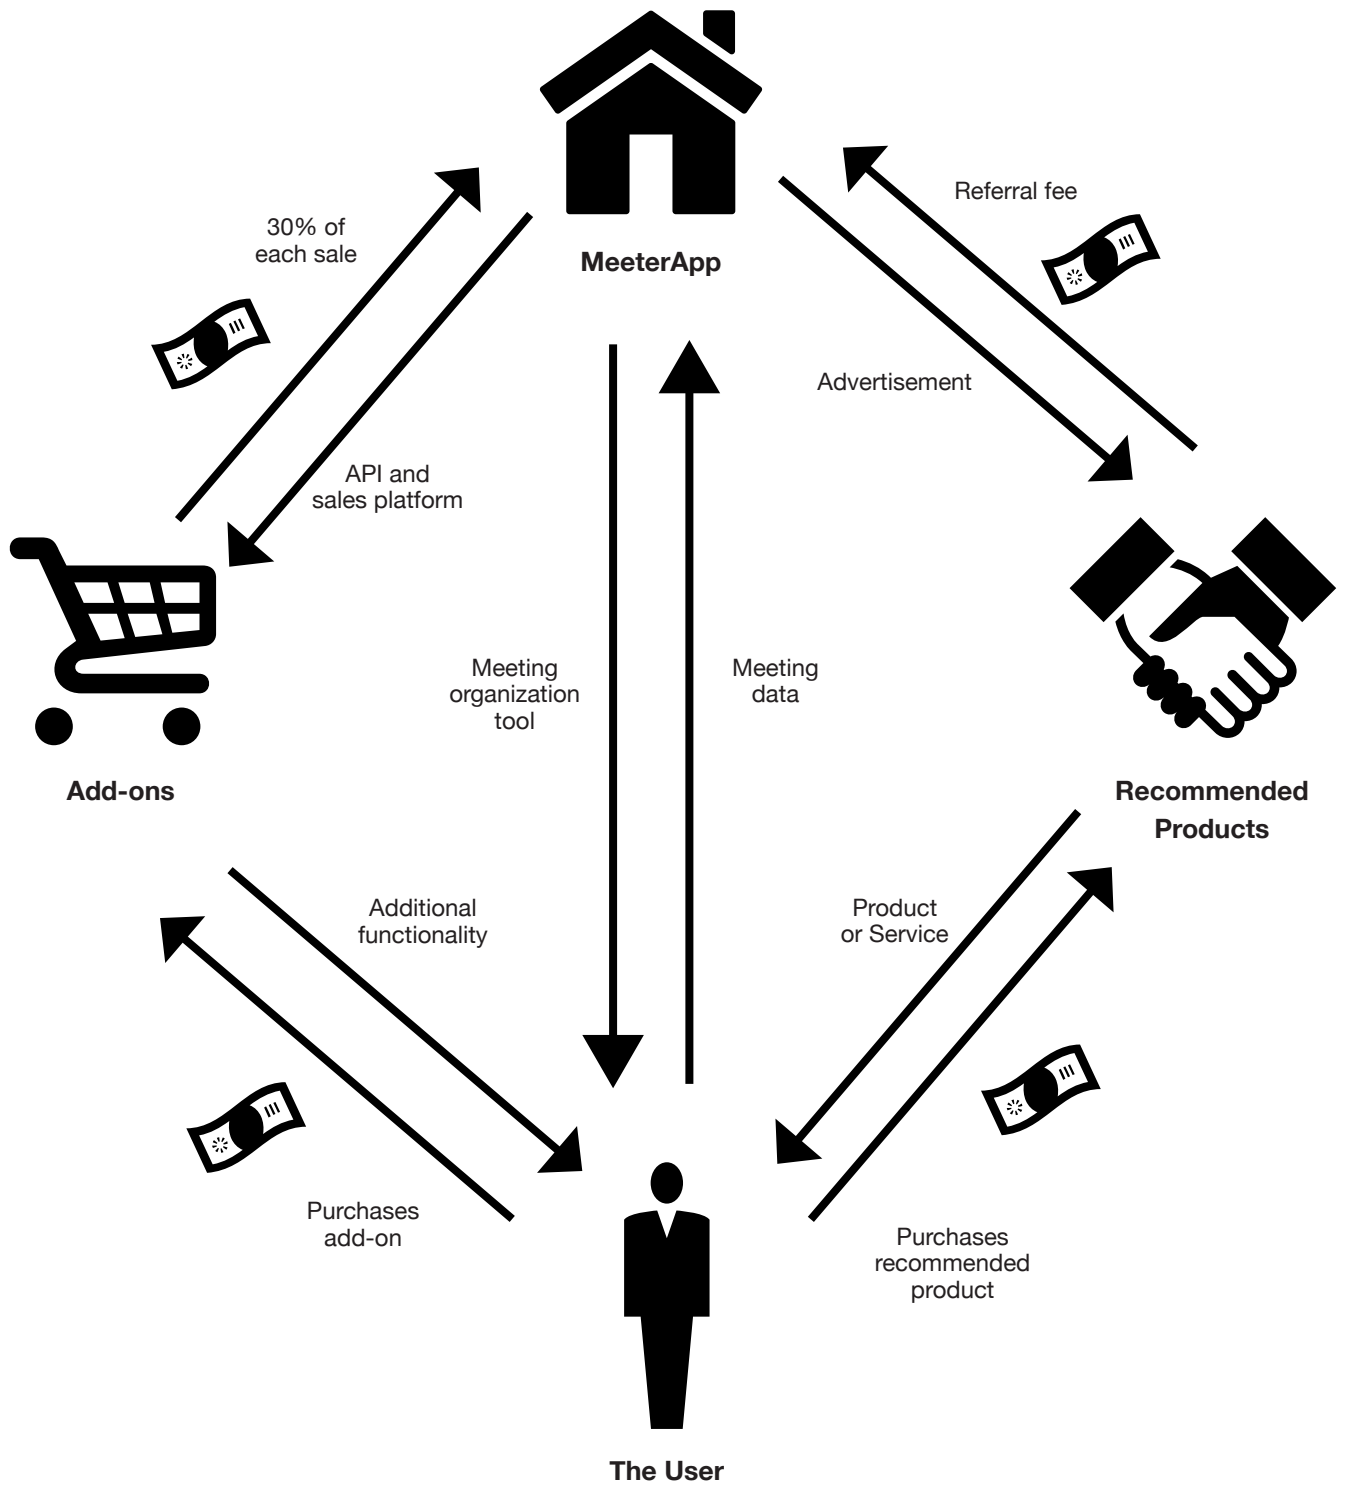 Referral fee
30% of
each sale
MeeterApp
Advertisement
API and
sales platform
Meeting
organization
tool
Meeting
data
Add-ons
Recommended
Products
Additional
functionality
Product
or Service
Purchases
add-on
Purchases
recommended
product
The User